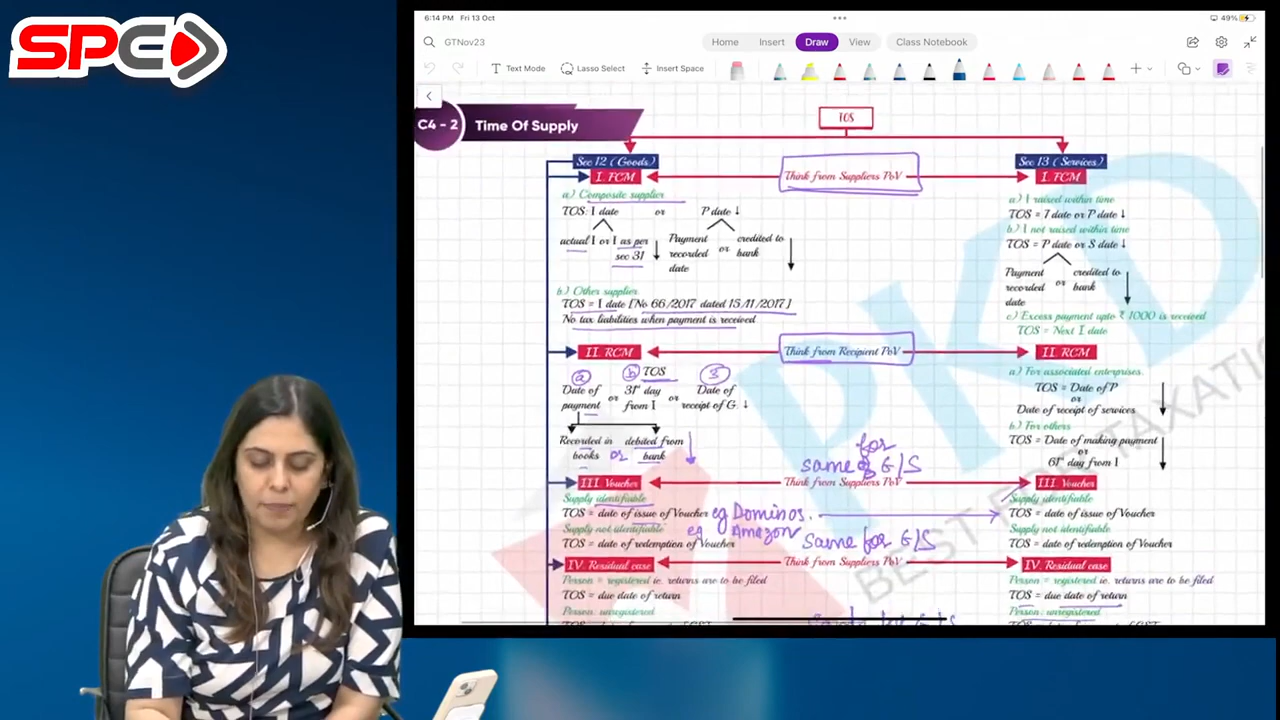 SPC
6:14 PM Fri 13 Oct
49%
GTNov23
Home Insert Draw View Class Notebook
Text Mode Lasso Select Insert Space
C4 - 2 Time Of Supply
TOS
Sec 12 ( Goods)
I. FCM
Think from Suppliers PoV
Sec 13 ( Services)
I. FCM
a) Composite supplier
TOS: I date or P date ↓
actual I or I as per sec 31 ↓
Payment recorded date or credited to bank ↓
b) Other supplier
TOS = I date [No 66/2017 dated 15/11/2017]
No tax liabilities when payment is received
a) I raised within time
TOS = I date or P date ↓
b) I not raised within time
TOS = P date or S date ↓
Payment recorded date or credited to bank ↓
c) Excess payment upto ₹ 1000 is received
TOS = Next I date
II. RCM
Think from Recipient PoV
II. RCM
a b TOS 3
Date of payment or 31st day from I or Date of receipt of G ↓
Recorded in books or debited from bank
a) For associated enterprises
TOS = Date of P
or
Date of receipt of services
b) For others
TOS = Date of making payment
or
61st day from I
for
same of G/S
III. Voucher
Think from Suppliers PoV
III. Voucher
Supply identifiable
TOS = date of issue of Voucher eg Dominos.
Supply not identifiable eg Amazon
TOS = date of redemption of Voucher Same for G/S
Supply identifiable
TOS = date of issue of Voucher
Supply not identifiable
TOS = date of redemption of Voucher
IV. Residual case
Think from Suppliers PoV
IV. Residual case
Person = registered ie. returns are to be filed
TOS = due date of return
Person: unregistered
Person = registered ie. returns are to be filed
TOS = due date of return
Person: unregistered
PKD
BEST FOR TAXATION